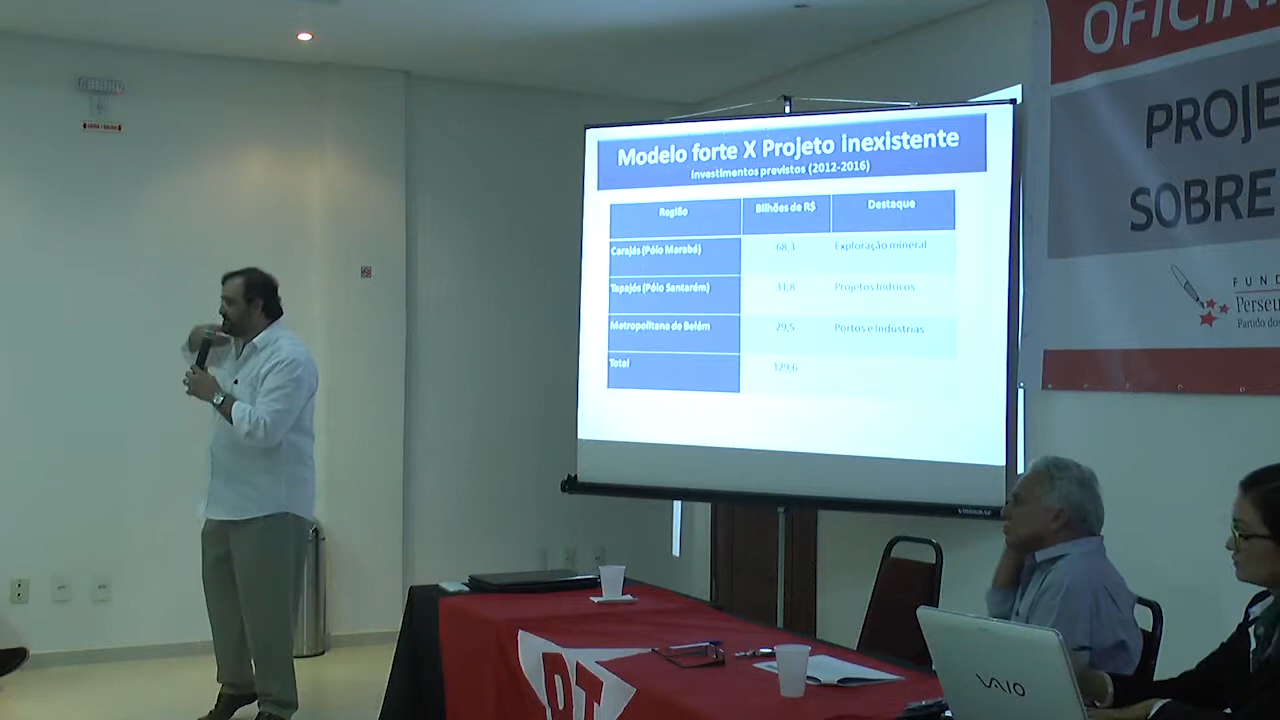 Modelo forte X Projeto Inexistente
Investimentos previstos (2012-2016)
Região Bilhões de R$ Destaque
Carajás (Pólo Marabá) 68,3 Exploração mineral
Tapajós (Pólo Santarém) 31,8 Projetos hídricos
Metropolitana de Belém 29,5 Portos e Indústrias
Total 129,6
OFICIN
PROJE
SOBRE
FUND
Perseu
Partido dos
VAIO
PT